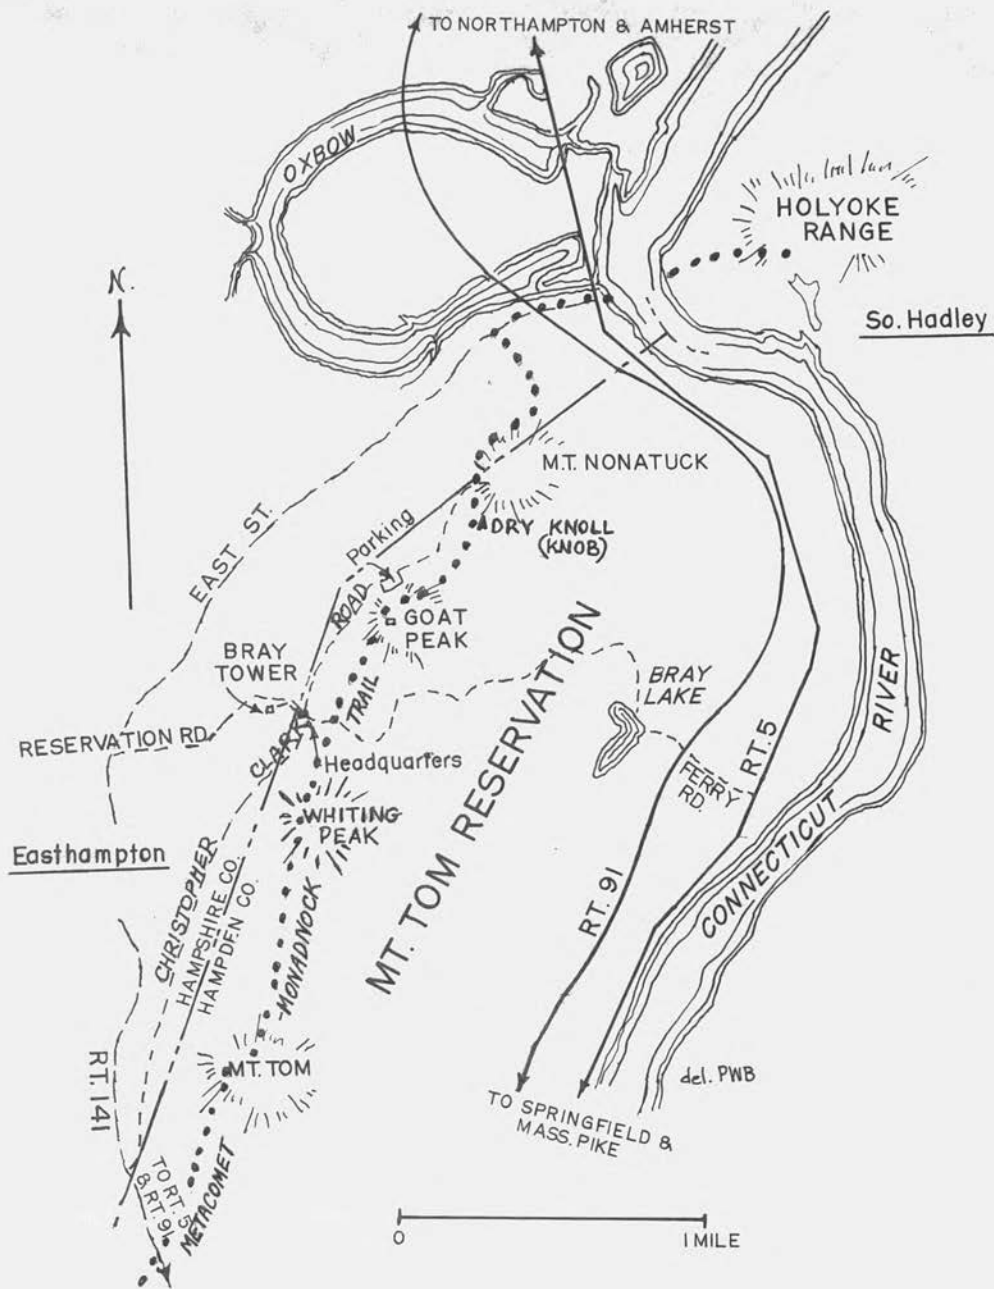 TO NORTHAMPTON & AMHERST
OXBOW
HOLYOKE
RANGE
N.
So. Hadley
MT. NONATUCK
EAST ST.
Parking
DRY KNOLL
(KNOB)
ROAD
GOAT
PEAK
BRAY
TOWER
TRAIL
BRAY
LAKE
RESERVATION RD.
CLARK
Headquarters
MT. TOM RESERVATION
RIVER
RT. 5
FERRY
RD.
WHITING
PEAK
Easthampton
CHRISTOPHER
HAMPSHIRE CO.
HAMPDEN CO.
MONADNOCK
RT. 91
CONNECTICUT
RT. 141
MT. TOM
del. PWB
TO SPRINGFIELD &
MASS. PIKE
TO RT. 5
& RT. 91
METACOMET
0 1 MILE